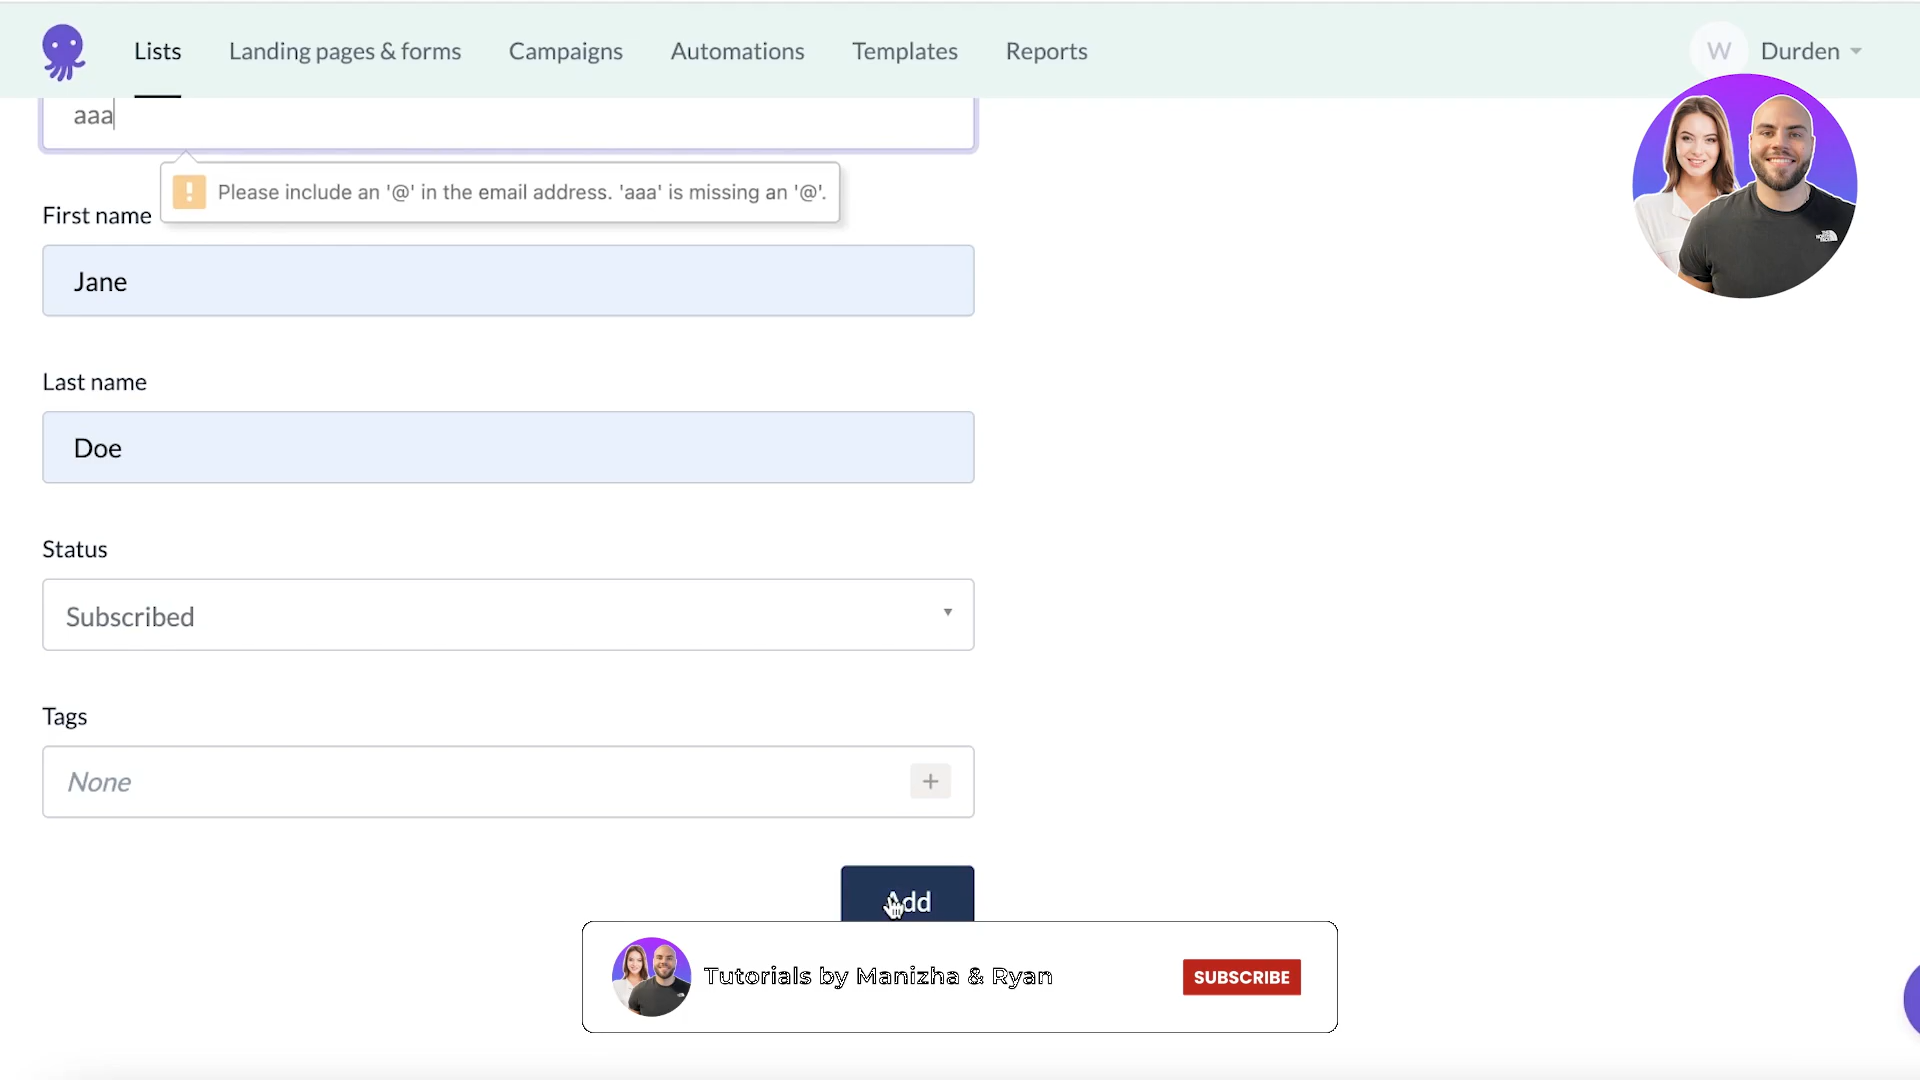 Lists Landing pages & forms Campaigns Automations Templates Reports W Durden
aaa
Please include an '@' in the email address. 'aaa' is missing an '@'.
First name
Jane
Last name
Doe
Status
Subscribed
Tags
None +
Add
Tutorials by Manizha & Ryan SUBSCRIBE